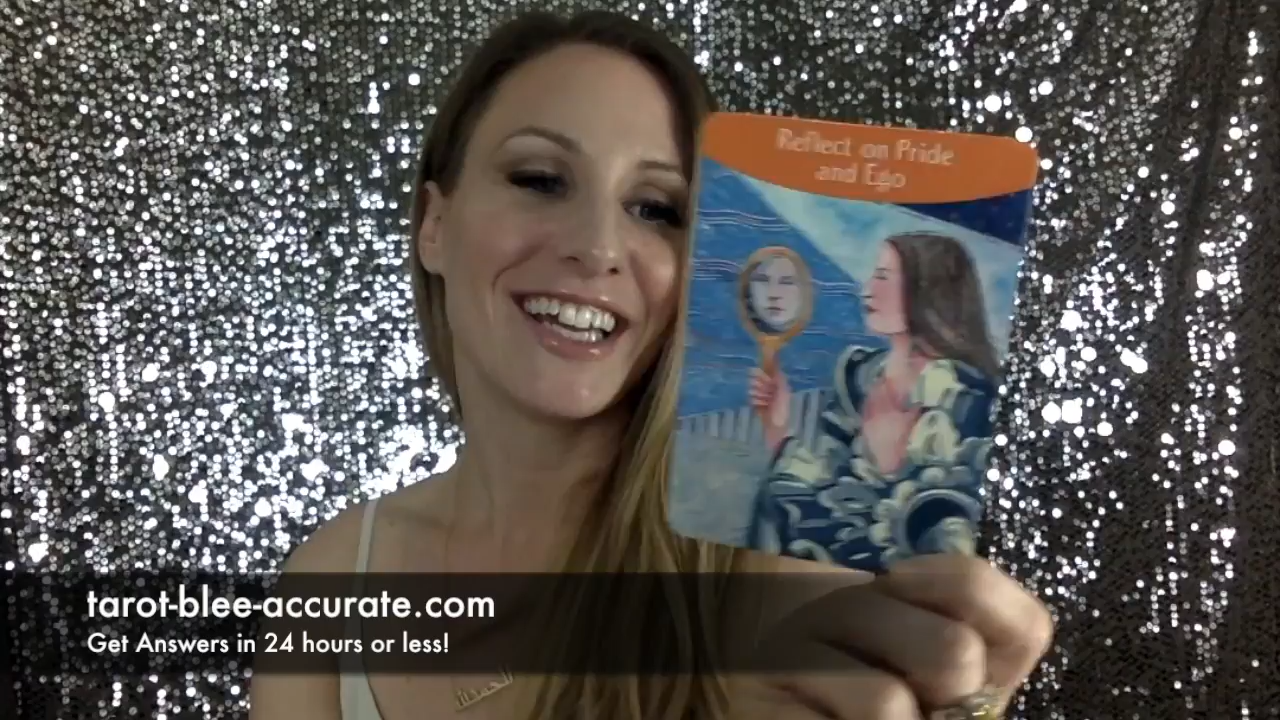 Reflect on Pride
and Ego
tarot-blee-accurate.com
Get Answers in 24 hours or less!